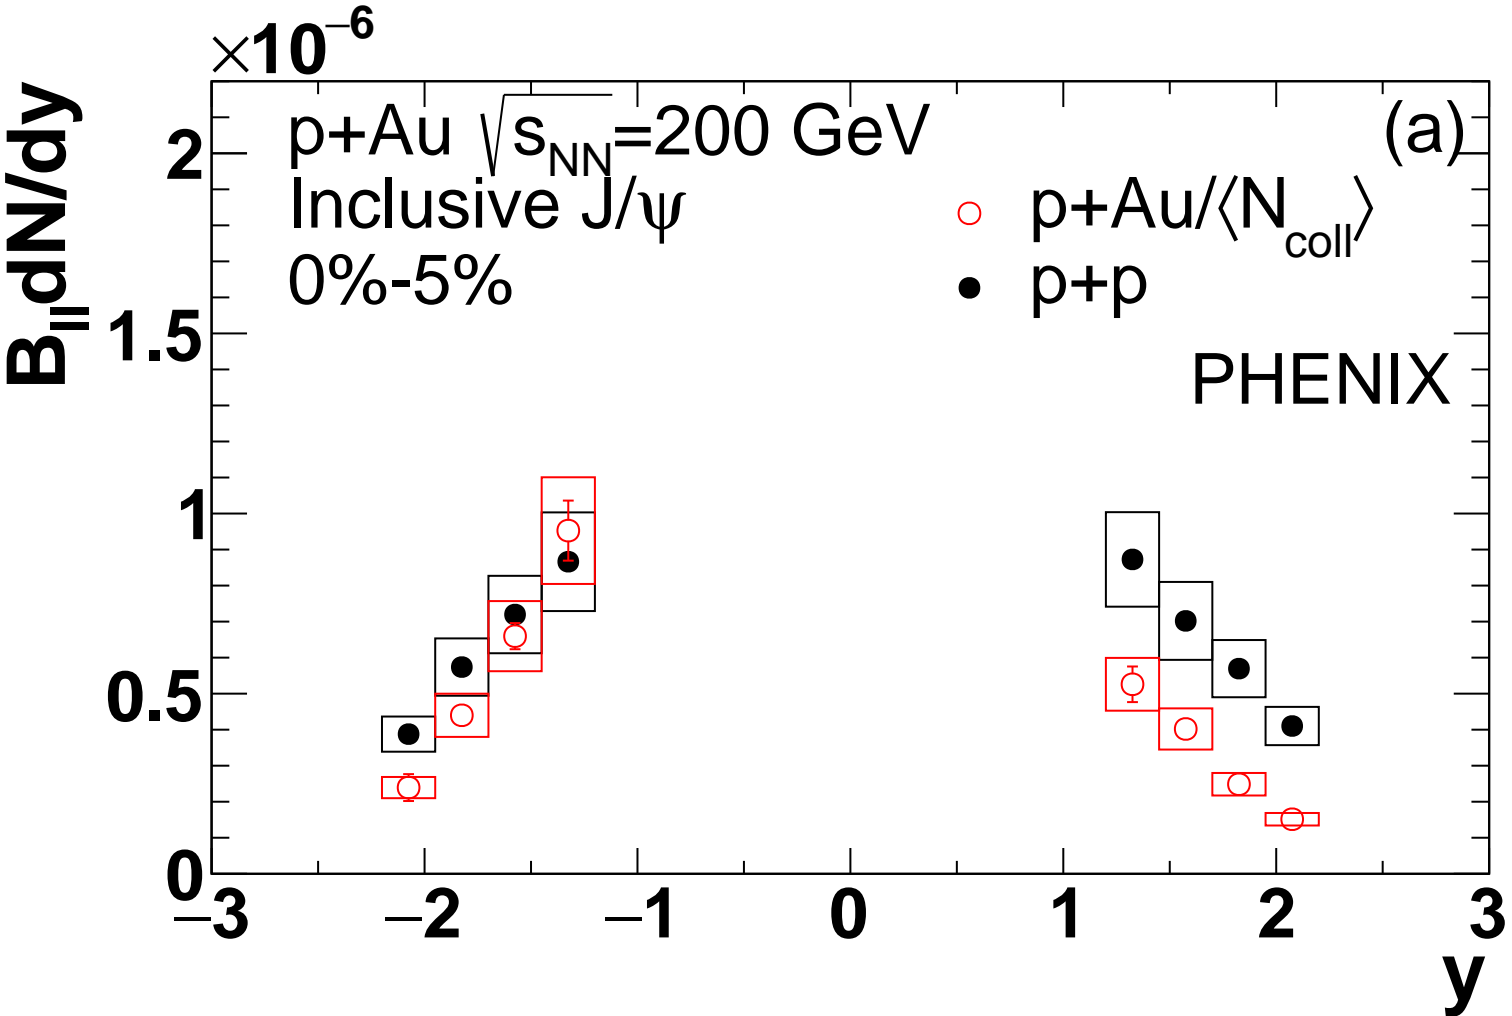 ×10⁻⁶
B_ll dN/dy
p+Au √s_NN=200 GeV
(a)
Inclusive J/ψ
0%-5%
p+Au/⟨N_coll⟩
p+p
PHENIX
2
1.5
1
0.5
0
−3 −2 −1 0 1 2 3
y